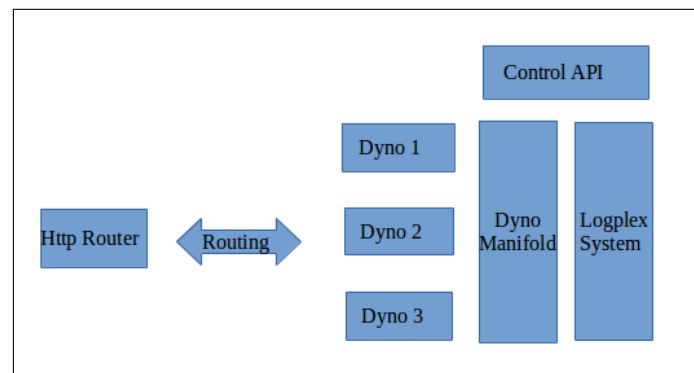 Control API
Dyno 1
Http Router
Routing
Dyno 2
Dyno
Manifold
Logplex
System
Dyno 3